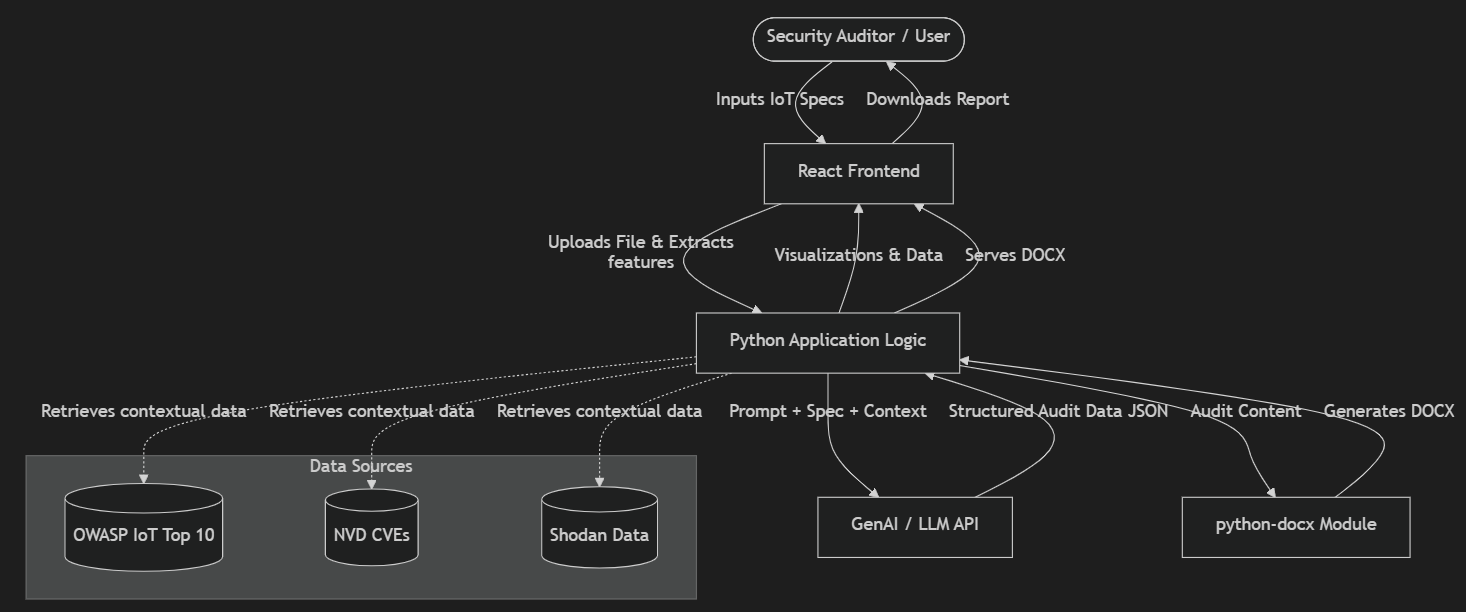 Security Auditor / User
Inputs IoT Specs
Downloads Report
React Frontend
Uploads File & Extracts
features
Visualizations & Data
Serves DOCX
Python Application Logic
Retrieves contextual data
Retrieves contextual data
Retrieves contextual data
Prompt + Spec + Context
Structured Audit Data JSON
Audit Content
Generates DOCX
Data Sources
OWASP IoT Top 10
NVD CVEs
Shodan Data
GenAI / LLM API
python-docx Module